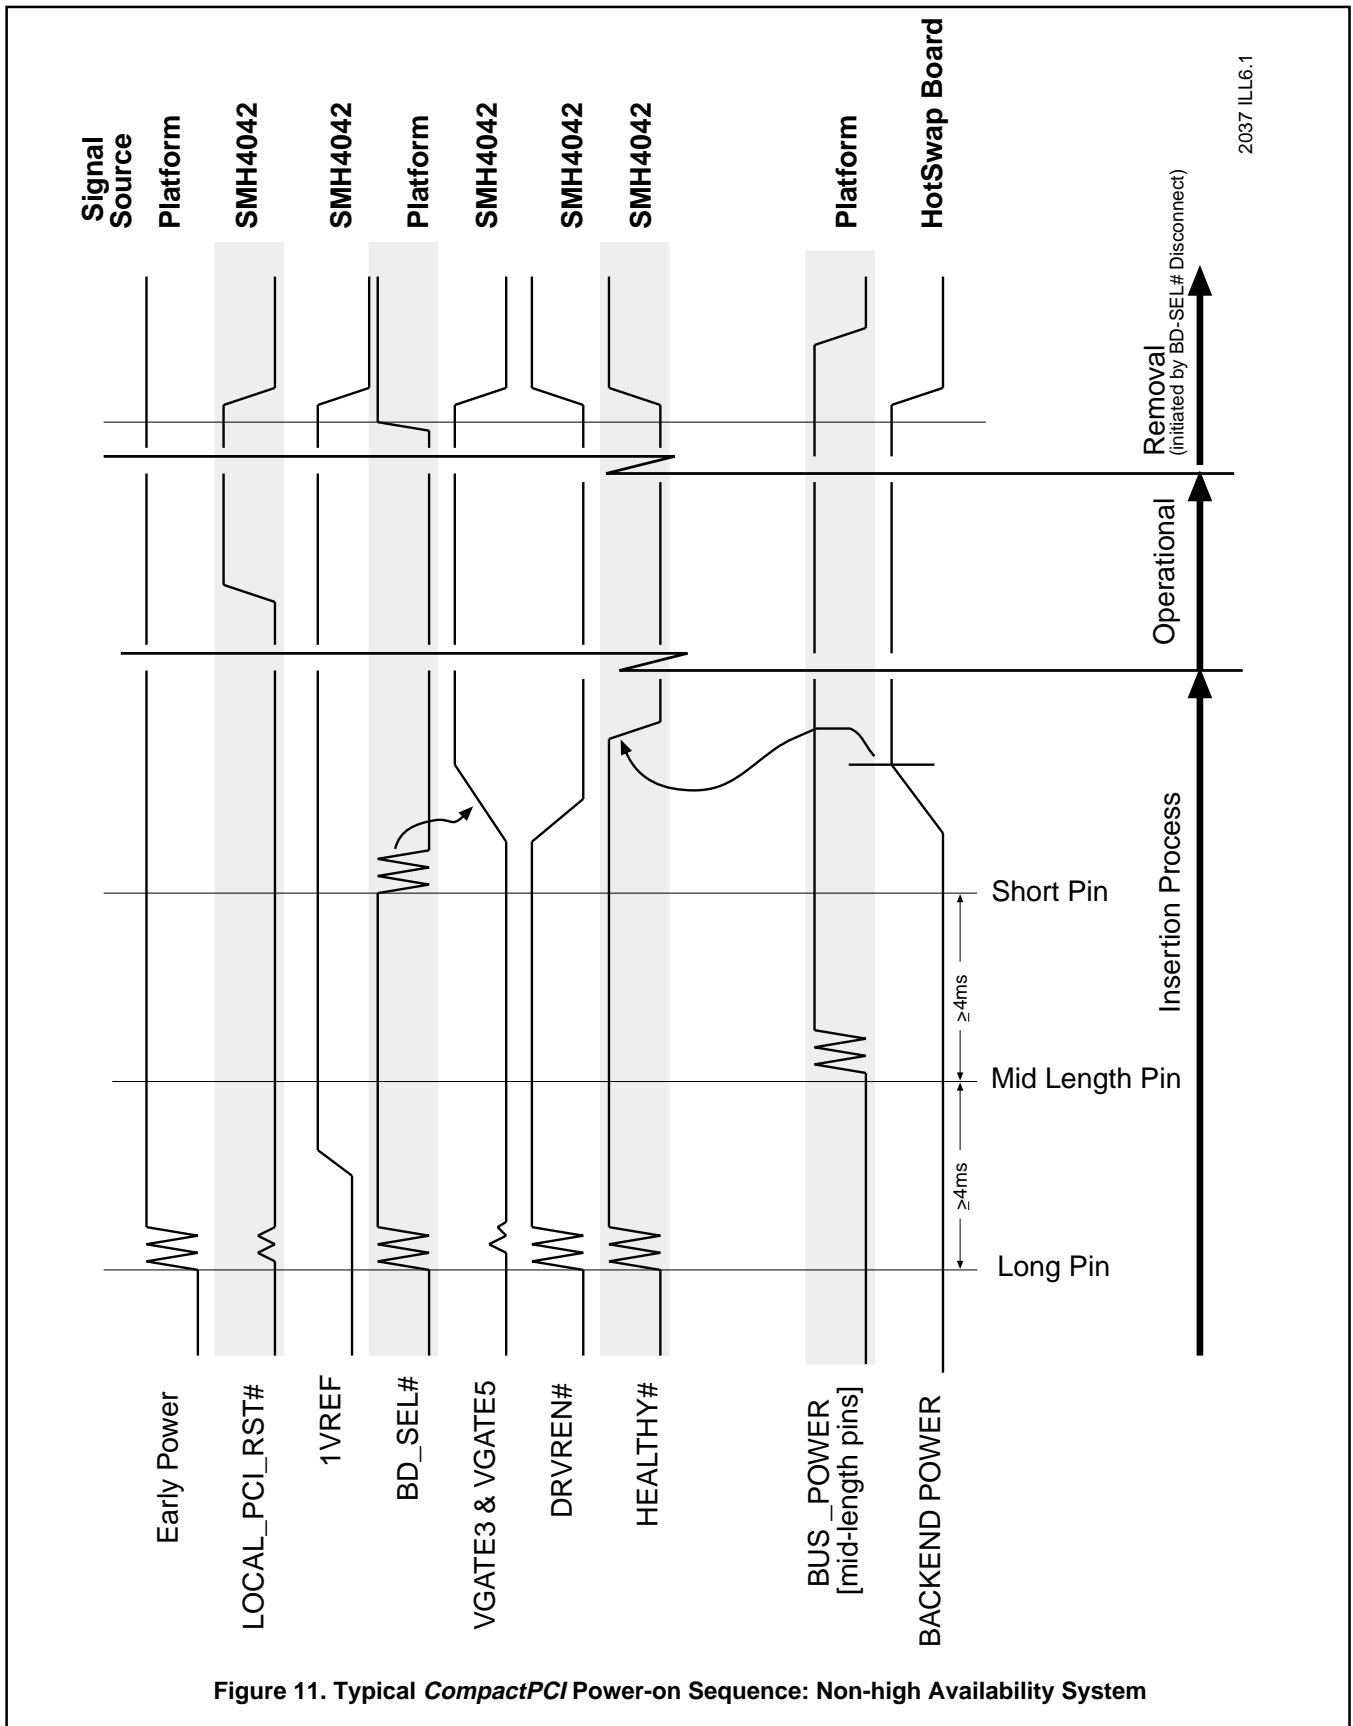 Signal
Source
Platform
SMH4042
SMH4042
Platform
SMH4042
SMH4042
SMH4042
Platform
HotSwap Board
2037 ILL6.1
Removal
(initiated by BD-SEL# Disconnect)
Operational
Insertion Process
Short Pin
≥4ms
Mid Length Pin
≥4ms
Long Pin
Early Power
LOCAL_PCI_RST#
1VREF
BD_SEL#
VGATE3 & VGATE5
DRVREN#
HEALTHY#
BUS_POWER
[mid-length pins]
BACKEND POWER
Figure 11. Typical CompactPCI Power-on Sequence: Non-high Availability System